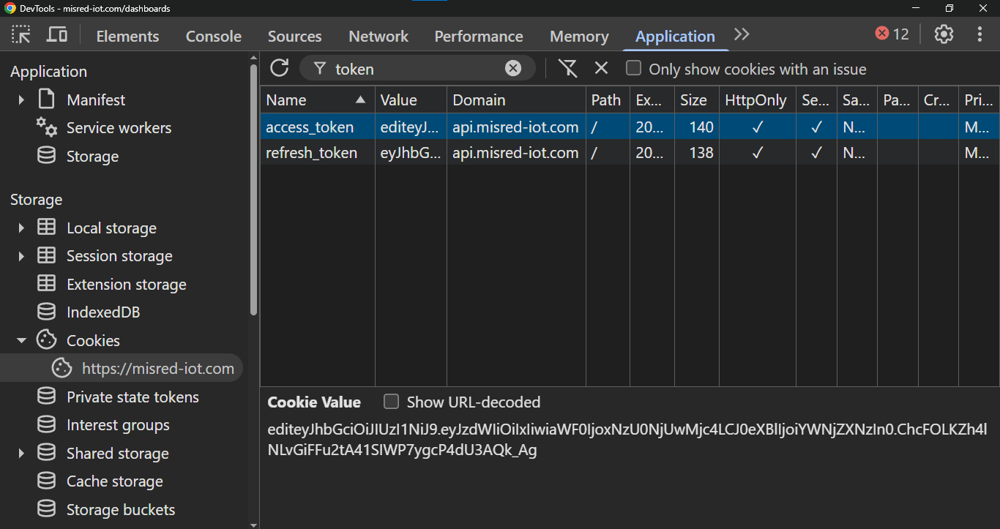 DevTools - misred-iot.com/dashboards
Elements Console Sources Network Performance Memory Application 12
Application
Manifest
Service workers
Storage
Storage
Local storage
Session storage
Extension storage
IndexedDB
Cookies
https://misred-iot.com
Private state tokens
Interest groups
Shared storage
Cache storage
Storage buckets
token Only show cookies with an issue
Name Value Domain Path Ex... Size HttpOnly Se... Sa... Pa... Cr... Pri...
access_token editeyJ... api.misred-iot.com / 20... 140 ✓ ✓ N... M...
refresh_token eyJhbG... api.misred-iot.com / 20... 138 ✓ ✓ N... M...
Cookie Value Show URL-decoded
editeyJhbGciOiJIUzI1NiJ9.eyJzdWIiOiIxIiwiaWF0IjoxNzU0NjUwMjc4LCJ0eXBlIjoiYWNjZXNzIn0.ChcFOLKZh4I
NLvGiFFu2tA41SIWP7ygcP4dU3AQk_Ag